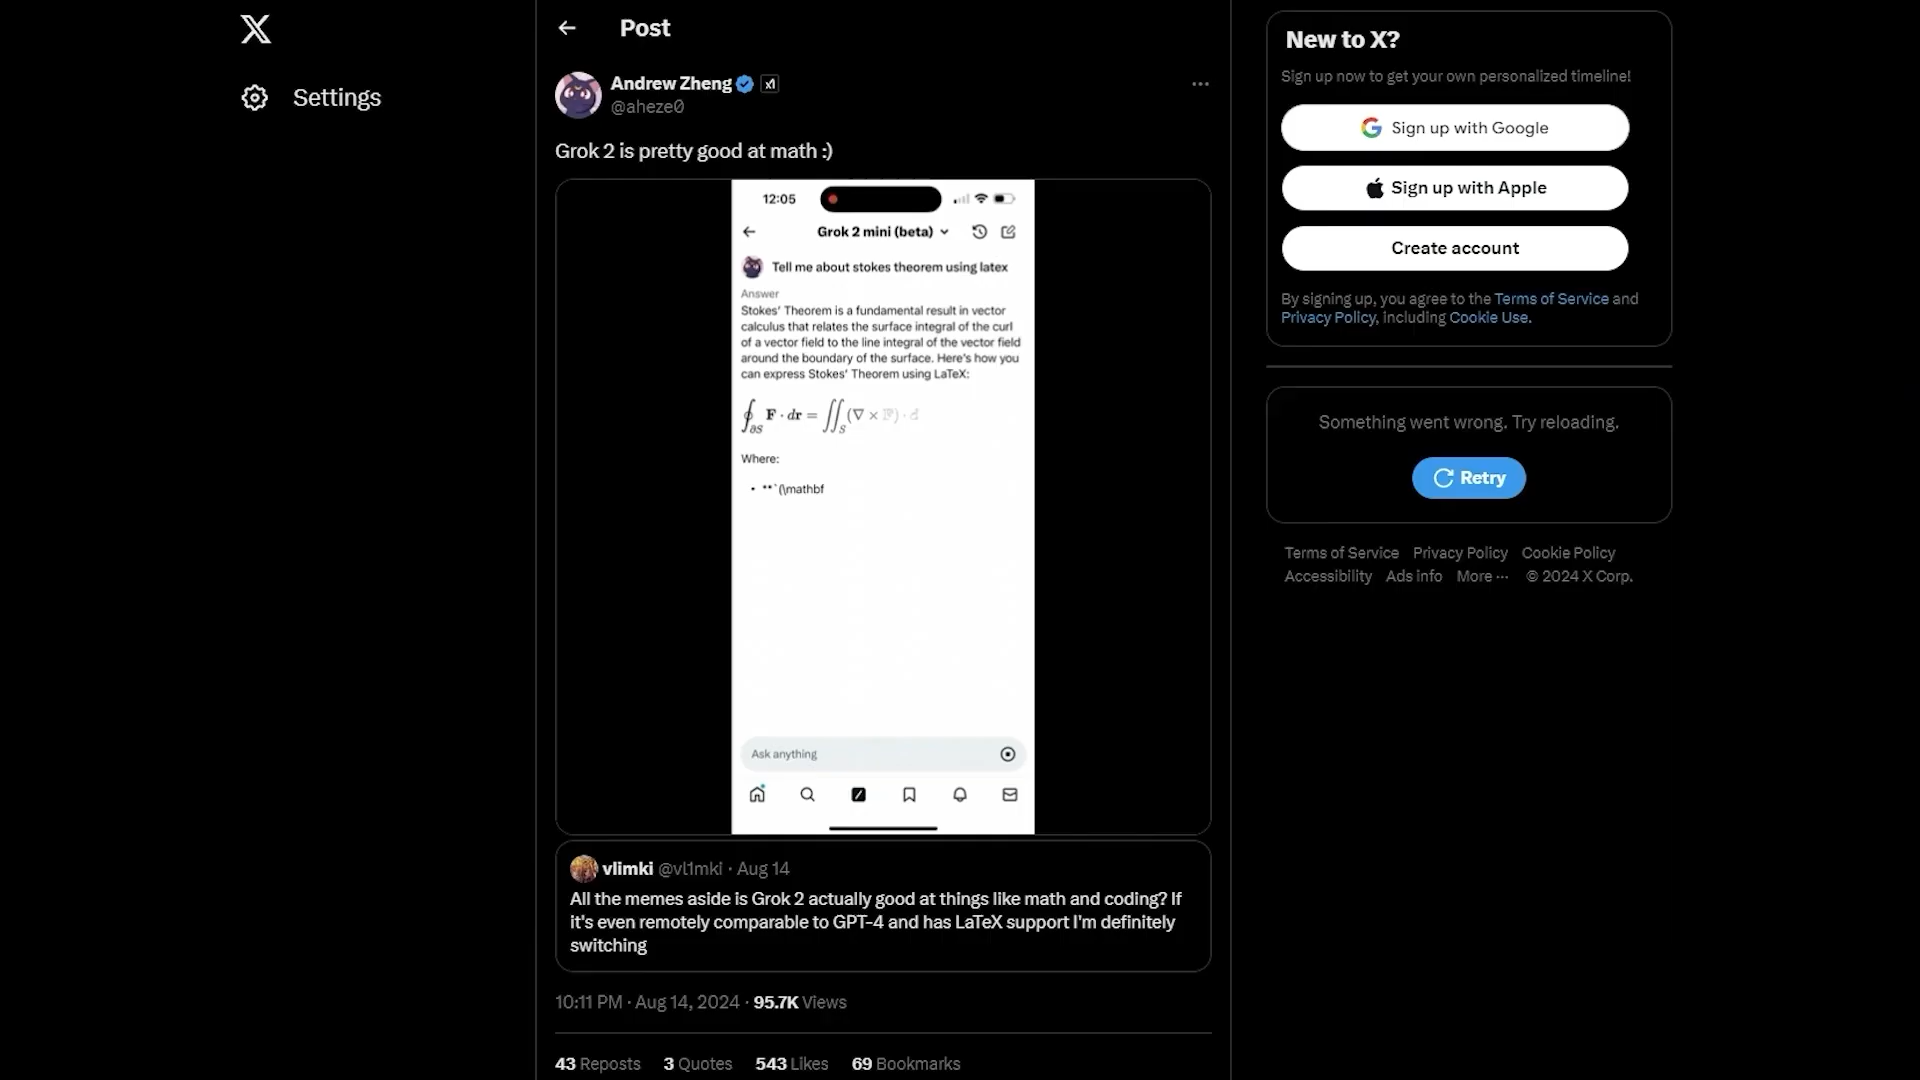 Settings
Post
Andrew Zheng
@aheze0
Grok 2 is pretty good at math :)
12:05
Grok 2 mini (beta)
Tell me about stokes theorem using latex
Answer
Stokes' Theorem is a fundamental result in vector
calculus that relates the surface integral of the curl
of a vector field to the line integral of the vector field
around the boundary of the surface. Here's how you
can express Stokes' Theorem using LaTeX:
∮∂S F · dr = ∬S (∇ × F) · d
Where:
• **`(\mathbf
Ask anything
vlimki @vl1mki · Aug 14
All the memes aside is Grok 2 actually good at things like math and coding? If
it's even remotely comparable to GPT-4 and has LaTeX support I'm definitely
switching
10:11 PM · Aug 14, 2024 · 95.7K Views
43 Reposts 3 Quotes 543 Likes 69 Bookmarks
New to X?
Sign up now to get your own personalized timeline!
Sign up with Google
Sign up with Apple
Create account
By signing up, you agree to the Terms of Service and
Privacy Policy, including Cookie Use.
Something went wrong. Try reloading.
Retry
Terms of Service Privacy Policy Cookie Policy
Accessibility Ads info More ··· © 2024 X Corp.